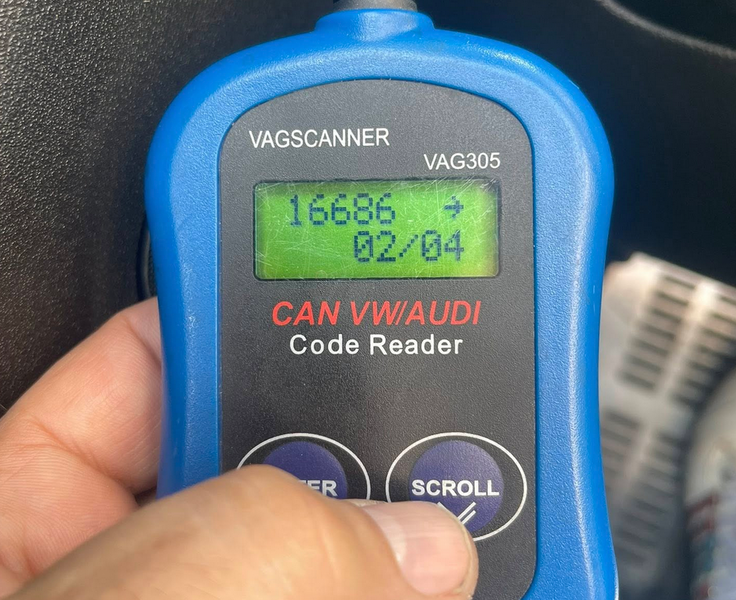 VAGSCANNER
VAG305
16686 →
02/04
CAN VW/AUDI
Code Reader
SCROLL